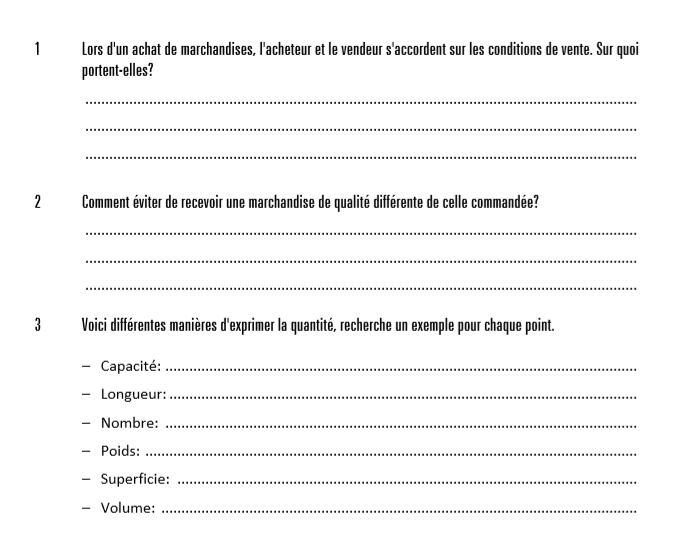 1 Lors d'un achat de marchandises, l'acheteur et le vendeur s'accordent sur les conditions de vente. Sur quoi
portent-elles?
................................................................................
................................................................................
................................................................................
2 Comment éviter de recevoir une marchandise de qualité différente de celle commandée?
................................................................................
................................................................................
................................................................................
3 Voici différentes manières d'exprimer la quantité, recherche un exemple pour chaque point.
– Capacité: ................................................................................
– Longueur: ................................................................................
– Nombre: ................................................................................
– Poids: ................................................................................
– Superficie: ................................................................................
– Volume: ................................................................................